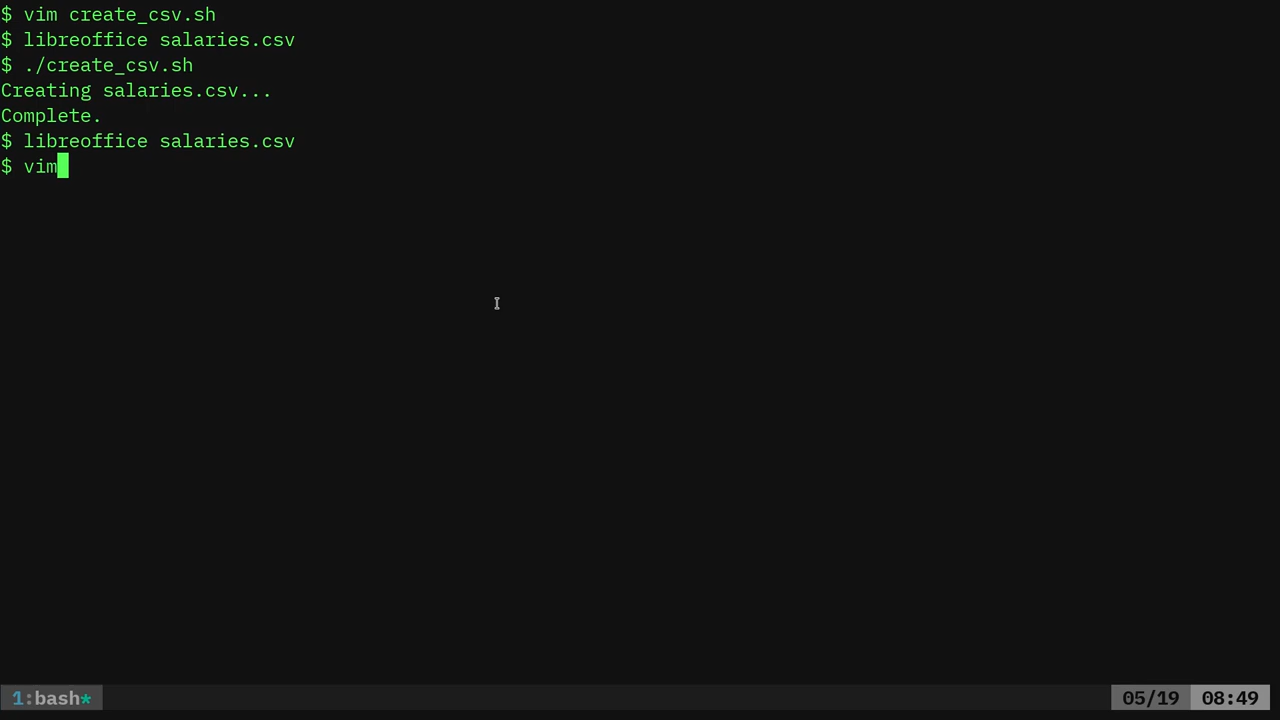 $ vim create_csv.sh
$ libreoffice salaries.csv
$ ./create_csv.sh
Creating salaries.csv...
Complete.
$ libreoffice salaries.csv
$ vim
1:bash* 05/19 08:49